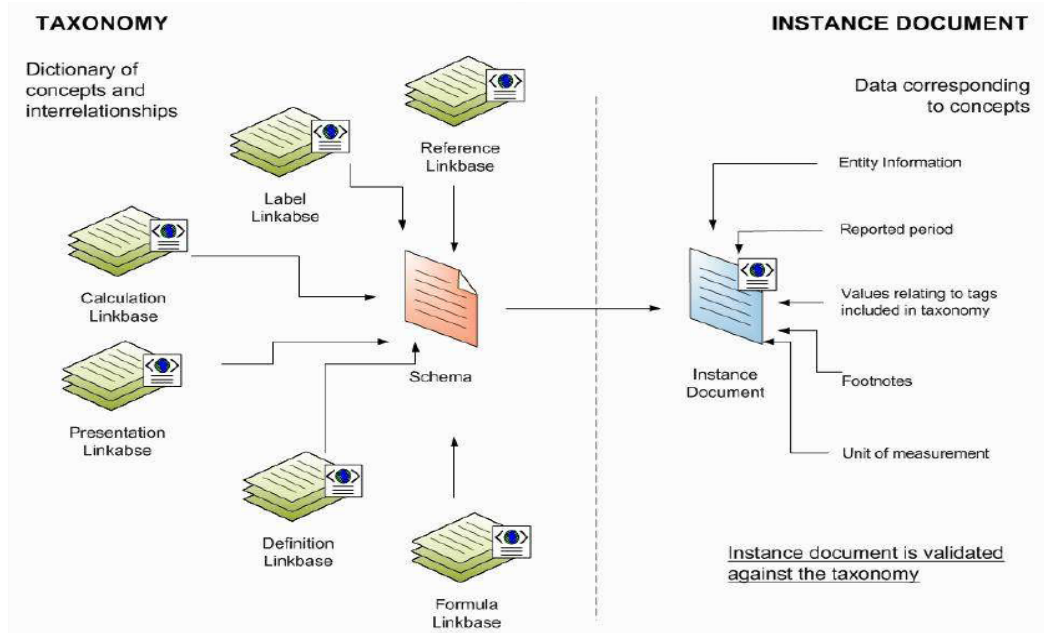 TAXONOMY
INSTANCE DOCUMENT
Dictionary of
concepts and
interrelationships
Data corresponding
to concepts
Reference
Linkbase
Label
Linkabse
Calculation
Linkbase
Presentation
Linkabse
Definition
Linkbase
Formula
Linkbase
Schema
Instance
Document
Entity Information
Reported period
Values relating to tags
included in taxonomy
Footnotes
Unit of measurement
Instance document is validated
against the taxonomy